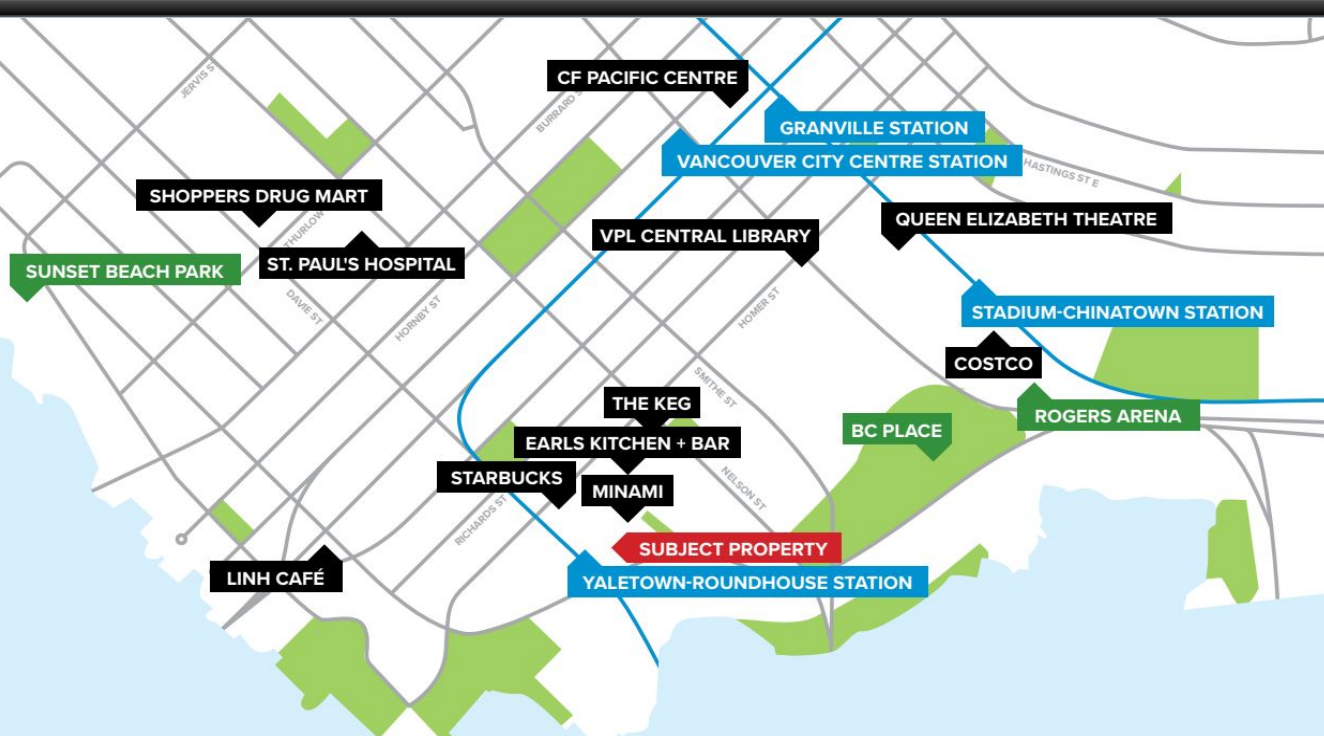 CF PACIFIC CENTRE
JERVIS S
BURRARD S
GRANVILLE STATION
VANCOUVER CITY CENTRE STATION
HASTINGS ST E
SHOPPERS DRUG MART
THURLOW
QUEEN ELIZABETH THEATRE
VPL CENTRAL LIBRARY
ST. PAUL'S HOSPITAL
SUNSET BEACH PARK
DAVIE ST
HORNBY ST
HOMER ST
STADIUM-CHINATOWN STATION
COSTCO
SMITHE ST
THE KEG
ROGERS ARENA
BC PLACE
EARLS KITCHEN + BAR
STARBUCKS
MINAMI
NELSON ST
RICHARDS ST
SUBJECT PROPERTY
LINH CAFÉ
YALETOWN-ROUNDHOUSE STATION